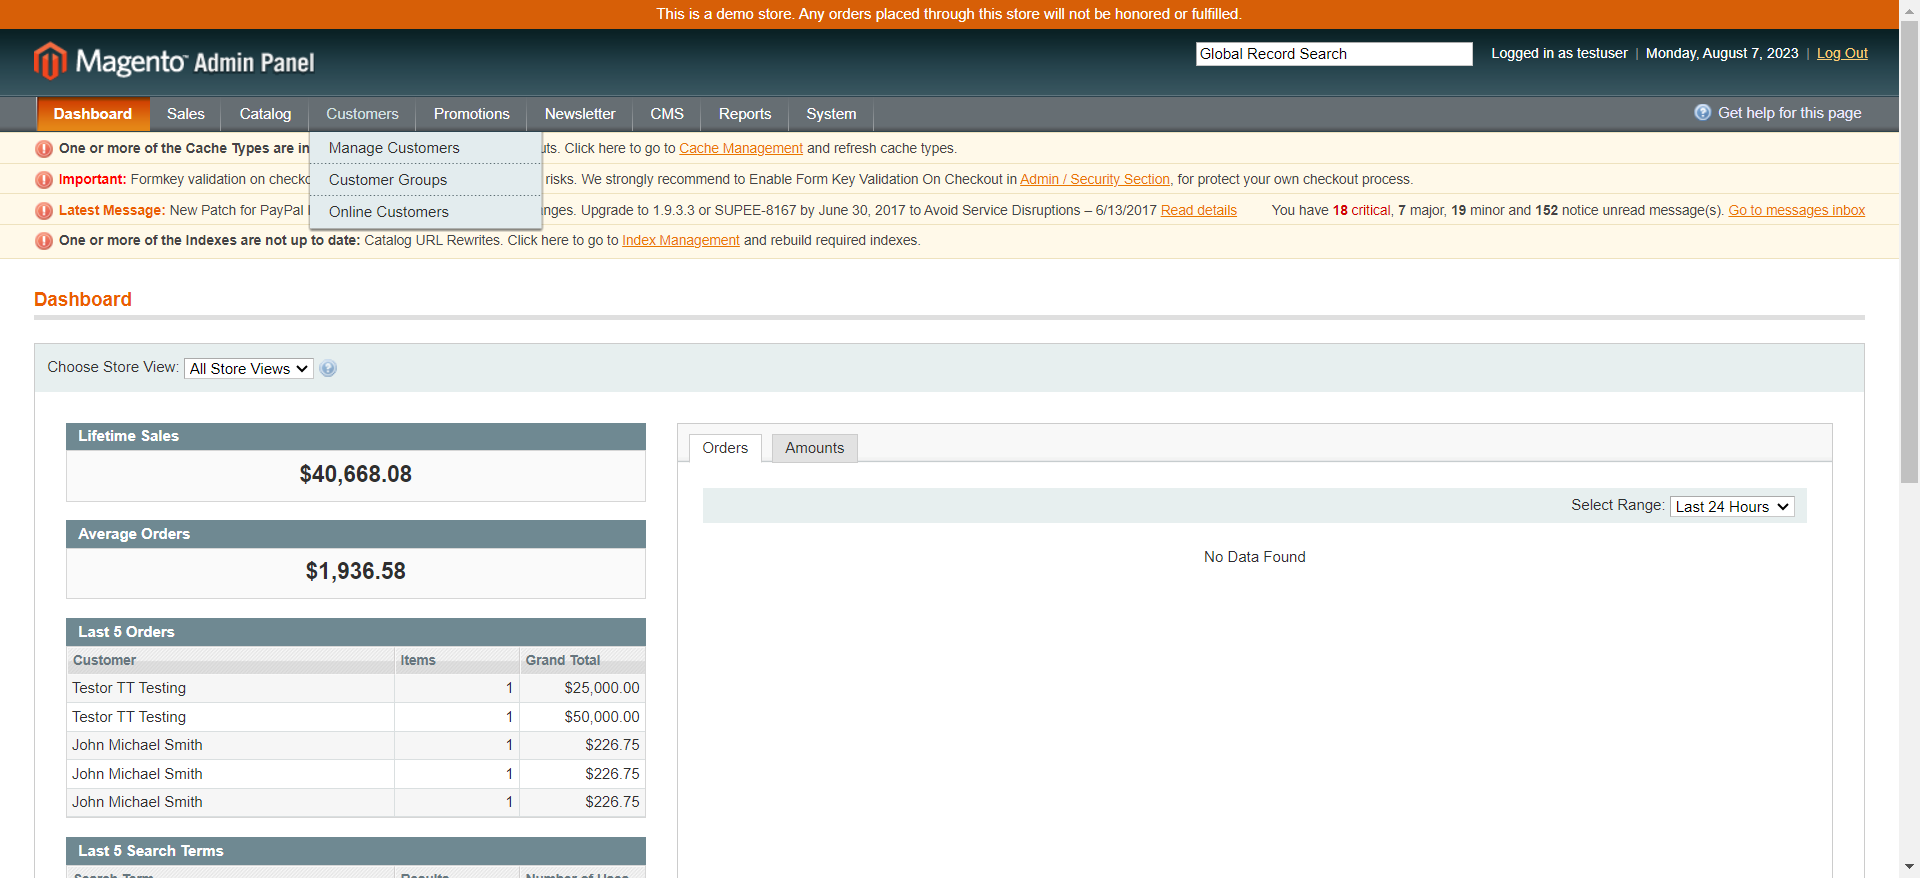 This is a demo store. Any orders placed through this store will not be honored or fulfilled.
Magento Admin Panel
Global Record Search
Logged in as testuser | Monday, August 7, 2023 | Log Out
Dashboard Sales Catalog Customers Promotions Newsletter CMS Reports System
Get help for this page
Manage Customers
Customer Groups
Online Customers
One or more of the Cache Types are in uts. Click here to go to Cache Management and refresh cache types.
Important: Formkey validation on checko risks. We strongly recommend to Enable Form Key Validation On Checkout in Admin / Security Section, for protect your own checkout process.
Latest Message: New Patch for PayPal nges. Upgrade to 1.9.3.3 or SUPEE-8167 by June 30, 2017 to Avoid Service Disruptions – 6/13/2017 Read details You have 18 critical, 7 major, 19 minor and 152 notice unread message(s). Go to messages inbox
One or more of the Indexes are not up to date: Catalog URL Rewrites. Click here to go to Index Management and rebuild required indexes.
Dashboard
Choose Store View: All Store Views
Lifetime Sales
$40,668.08
Average Orders
$1,936.58
Last 5 Orders
Customer Items Grand Total
Testor TT Testing 1 $25,000.00
Testor TT Testing 1 $50,000.00
John Michael Smith 1 $226.75
John Michael Smith 1 $226.75
John Michael Smith 1 $226.75
Last 5 Search Terms
Search Term Results Number of Uses
Orders Amounts
Select Range: Last 24 Hours
No Data Found